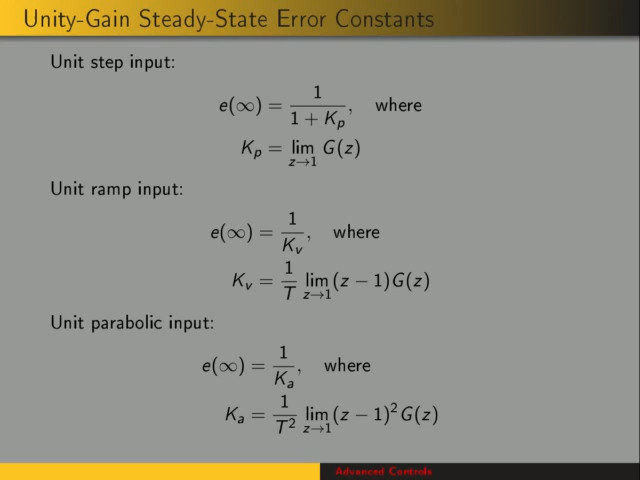 Unity-Gain Steady-State Error Constants
Unit step input:
e(∞) = 1 / (1 + K_p), where
K_p = lim_{z→1} G(z)
Unit ramp input:
e(∞) = 1 / K_v, where
K_v = 1/T lim_{z→1} (z − 1)G(z)
Unit parabolic input:
e(∞) = 1 / K_a, where
K_a = 1/T² lim_{z→1} (z − 1)² G(z)
Advanced Controls